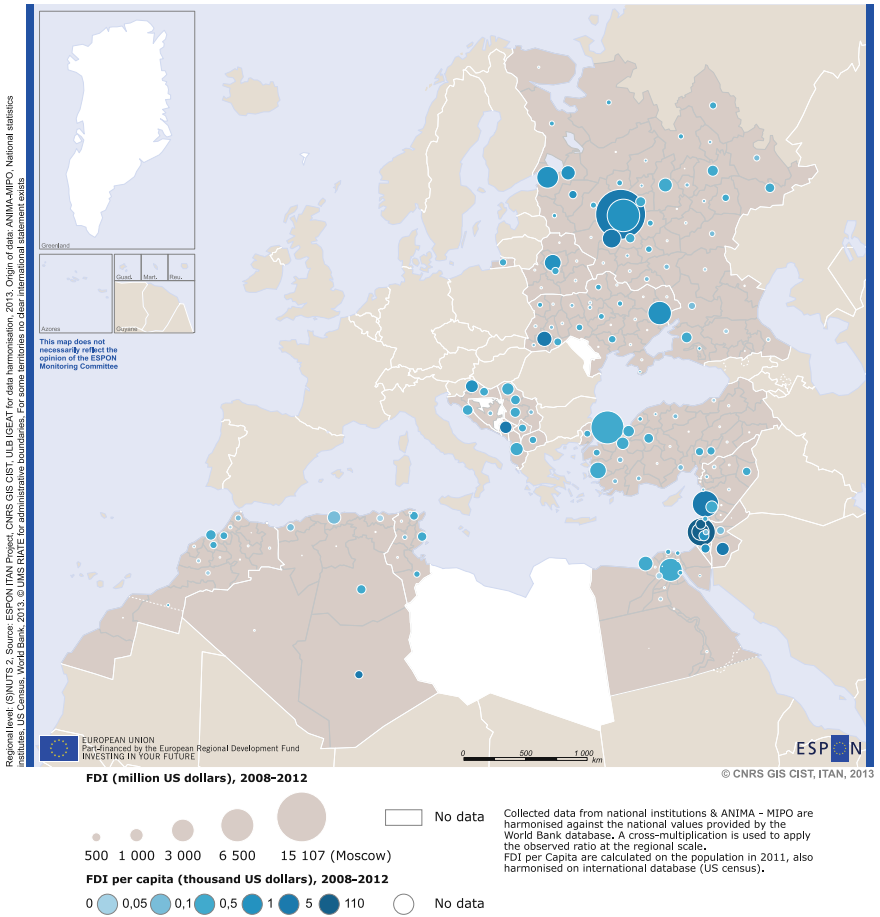 Regional level: (S)NUTS 2, Source: ESPON ITAN Project, CNRS GIS CIST, ULB IGEAT for data harmonisation, 2013. Origin of data: ANIMA-MIPO, National statistics
institutes, US Census, World Bank, 2013. © UMS RIATE for administrative boundaries. For some territories no clear international statement exists
Greenland
Guad. Mart. Reu.
Azores
Guyane
This map does not
necessarily reflect the
opinion of the ESPON
Monitoring Committee
EUROPEAN UNION
Part-financed by the European Regional Development Fund
INVESTING IN YOUR FUTURE
0 500 1 000
km
ESPON
© CNRS GIS CIST, ITAN, 2013
FDI (million US dollars), 2008-2012
500 1 000 3 000 6 500 15 107 (Moscow)
No data
Collected data from national institutions & ANIMA - MIPO are
harmonised against the national values provided by the
World Bank database. A cross-multiplication is used to apply
the observed ratio at the regional scale.
FDI per Capita are calculated on the population in 2011, also
harmonised on international database (US census).
FDI per capita (thousand US dollars), 2008-2012
0 0,05 0,1 0,5 1 5 110
No data